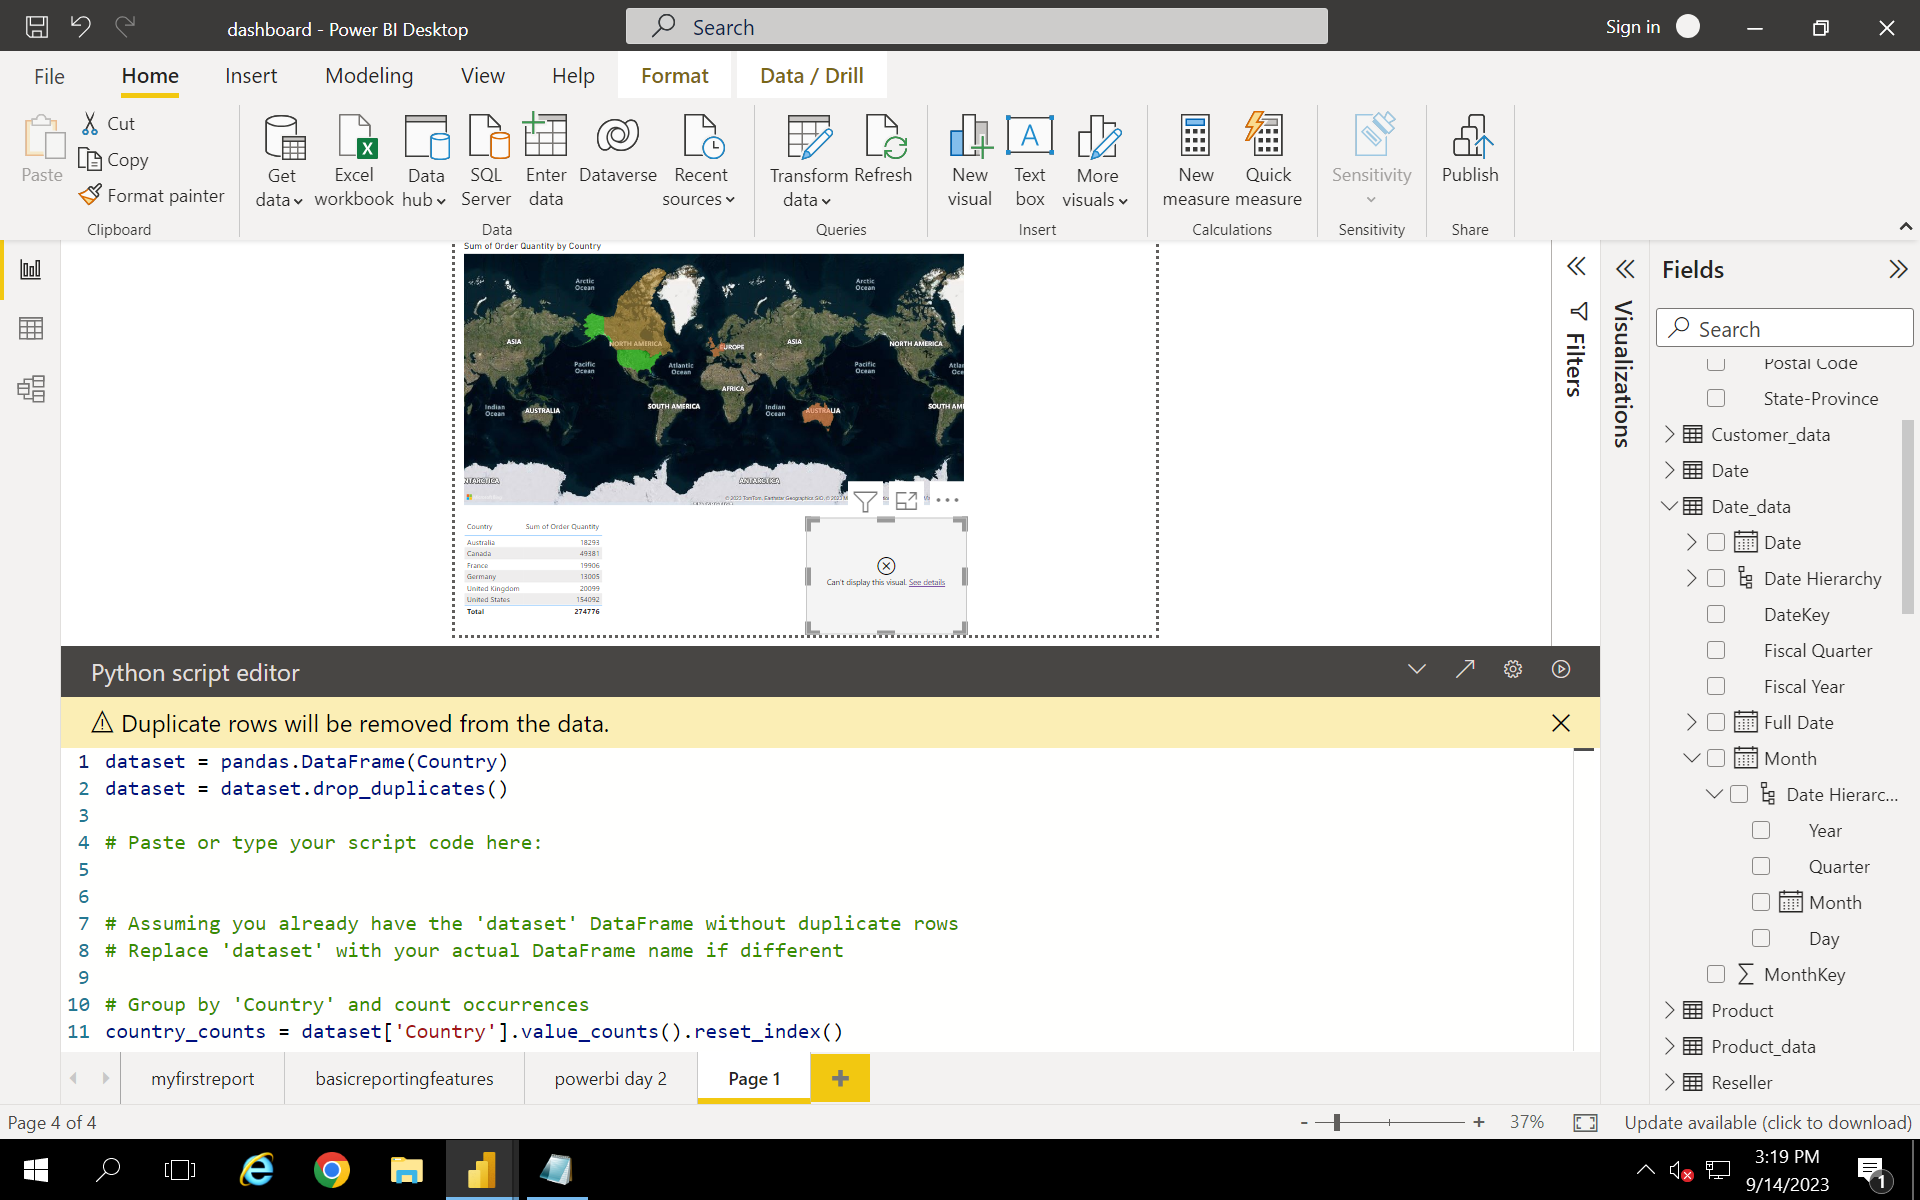 dashboard - Power BI Desktop
Search
Sign in
File
Home
Insert
Modeling
View
Help
Format
Data / Drill
Paste
Cut
Copy
Format painter
Clipboard
Get data
Excel workbook
Data hub
SQL Server
Enter data
Dataverse
Recent sources
Data
Transform data
Refresh
Queries
New visual
Text box
More visuals
Insert
New measure
Quick measure
Calculations
Sensitivity
Sensitivity
Publish
Share
Sum of Order Quantity by Country
Arctic Ocean
Arctic Ocean
ASIA
NORTH AMERICA
EUROPE
ASIA
NORTH AMERICA
Pacific Ocean
Atlantic Ocean
Pacific Ocean
AFRICA
Indian Ocean
AUSTRALIA
SOUTH AMERICA
Indian Ocean
AUSTRALIA
SOUTH AM
NTARCTICA
ANTARCTICA
Country Sum of Order Quantity
Australia 18293
Canada 49381
France 19906
Germany 13005
United Kingdom 20099
United States 154092
Total 274776
Can't display this visual. See details
Filters
Visualizations
Fields
Search
Postal Code
State-Province
Customer_data
Date
Date_data
Date
Date Hierarchy
DateKey
Fiscal Quarter
Fiscal Year
Full Date
Month
Date Hierarc...
Year
Quarter
Month
Day
MonthKey
Product
Product_data
Reseller
Python script editor
Duplicate rows will be removed from the data.
1 dataset = pandas.DataFrame(Country)
2 dataset = dataset.drop_duplicates()
3
4 # Paste or type your script code here:
5
6
7 # Assuming you already have the 'dataset' DataFrame without duplicate rows
8 # Replace 'dataset' with your actual DataFrame name if different
9
10 # Group by 'Country' and count occurrences
11 country_counts = dataset['Country'].value_counts().reset_index()
myfirstreport
basicreportingfeatures
powerbi day 2
Page 1
Page 4 of 4
- + 37%
Update available (click to download)
3:19 PM
9/14/2023
1